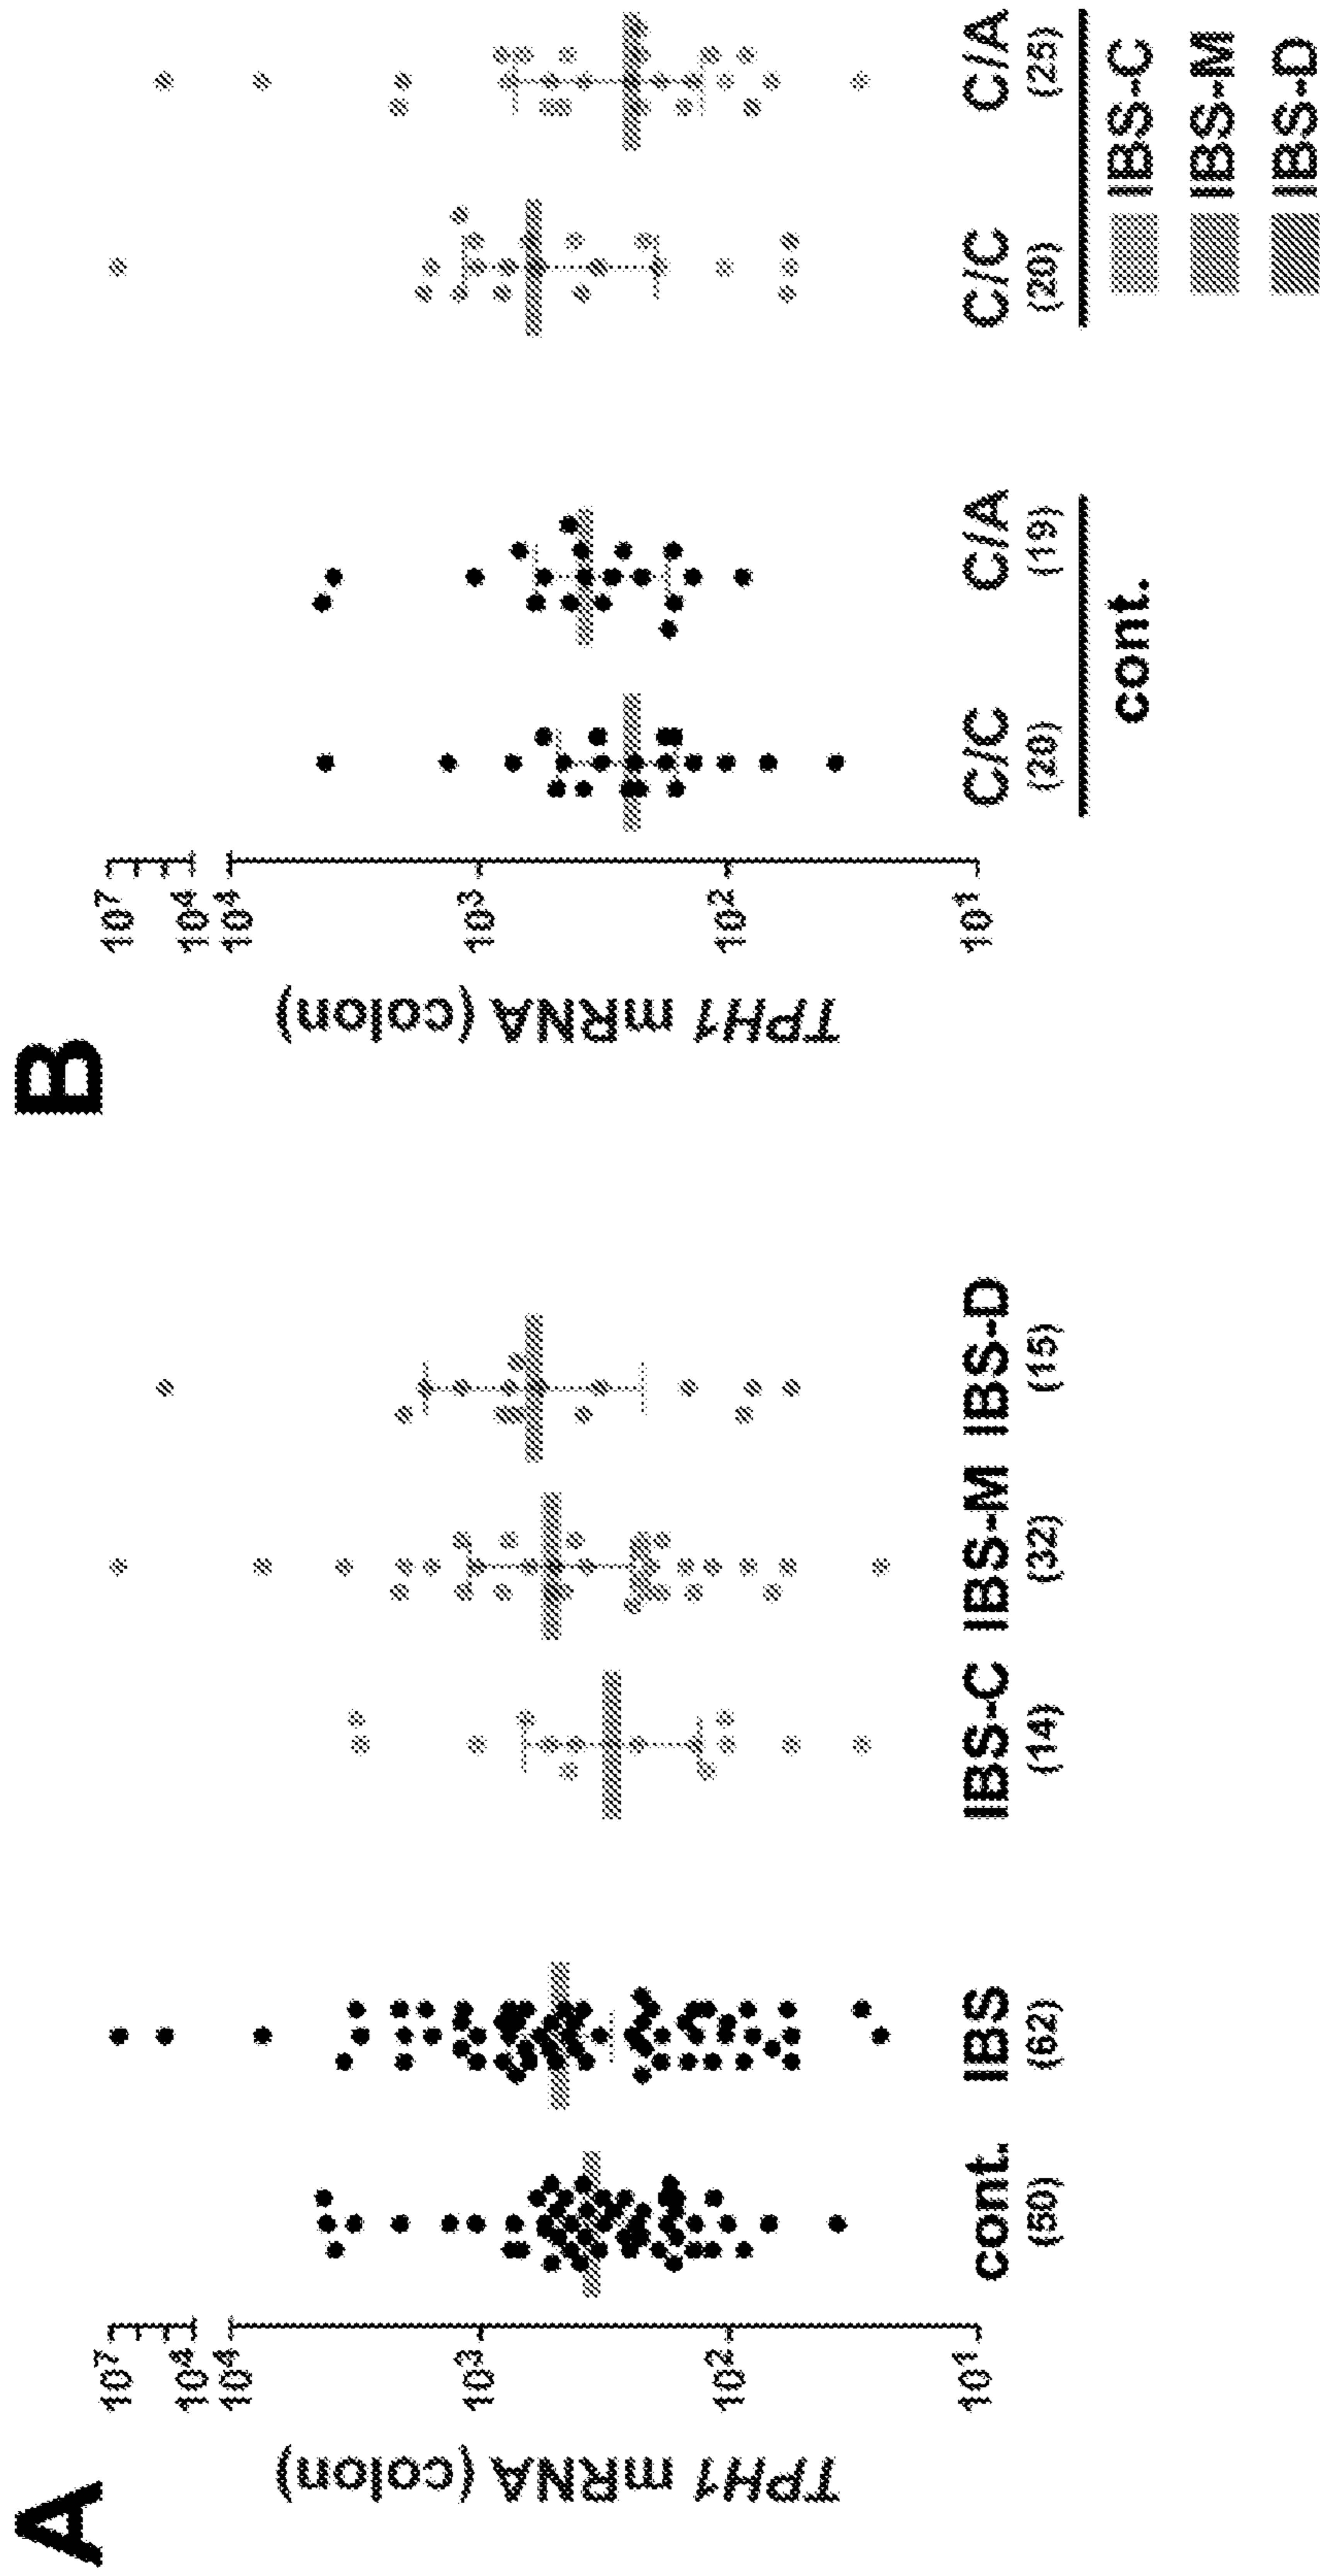 A
TPH1 mRNA (colon)
10⁷
10⁴
10⁴
10³
10²
10¹
cont. IBS IBS-C IBS-M IBS-D
(50) (62) (14) (32) (15)
B
TPH1 mRNA (colon)
10⁷
10⁴
10⁴
10³
10²
10¹
C/C C/A C/C C/A
(20) (19) (20) (25)
cont.
IBS-C
IBS-M
IBS-D